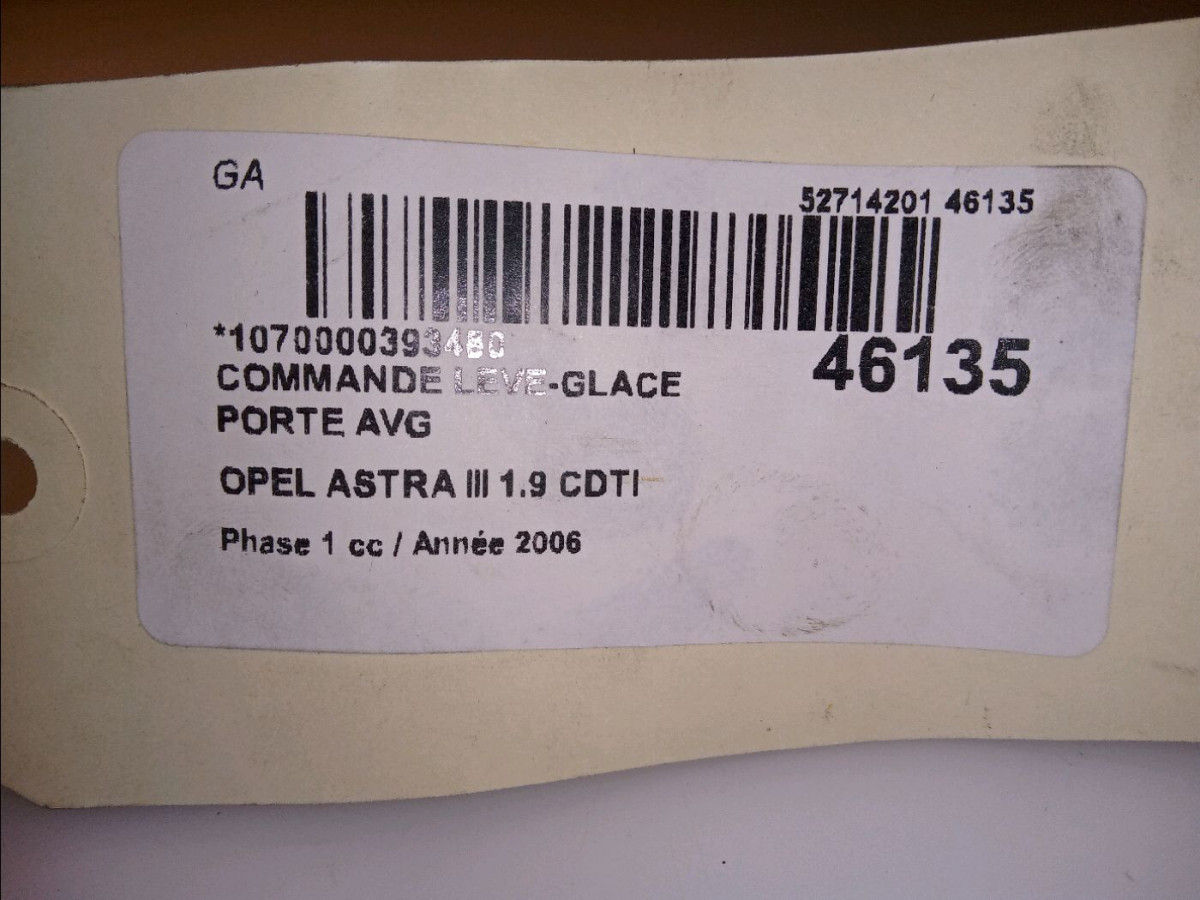 GA
52714201 46135
*1070000393480
46135
COMMANDE LEVE-GLACE
PORTE AVG
OPEL ASTRA III 1.9 CDTI
Phase 1 cc / Année 2006